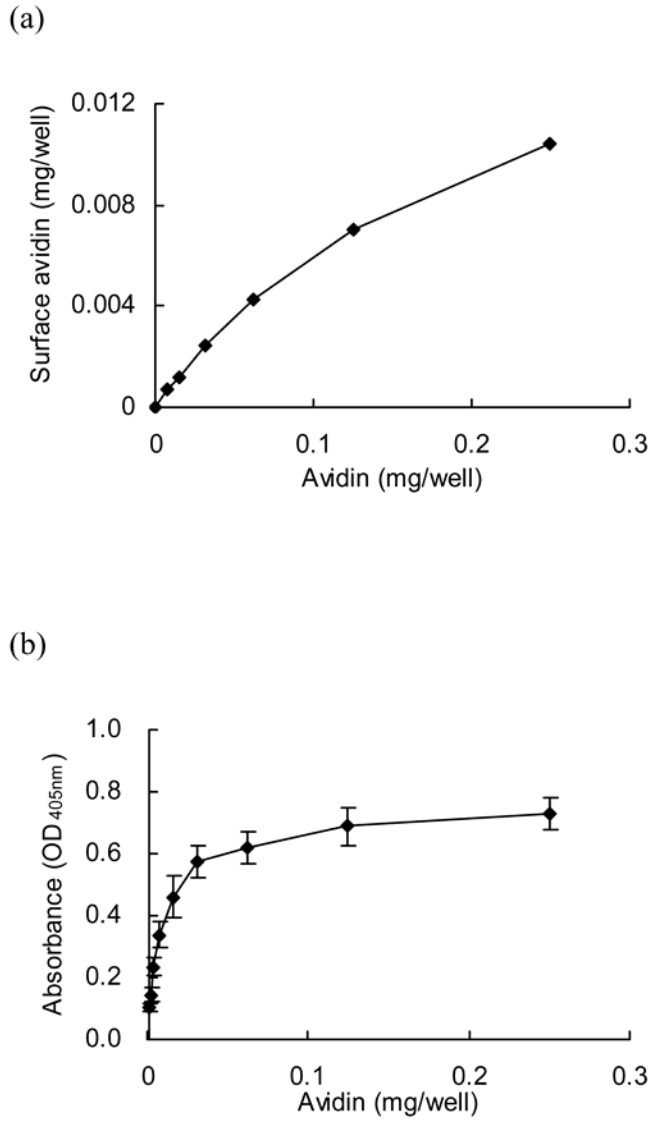 (a)
Surface avidin (mg/well)
0.012
0.008
0.004
0
0 0.1 0.2 0.3
Avidin (mg/well)
(b)
Absorbance (OD405nm)
1.0
0.8
0.6
0.4
0.2
0.0
0 0.1 0.2 0.3
Avidin (mg/well)